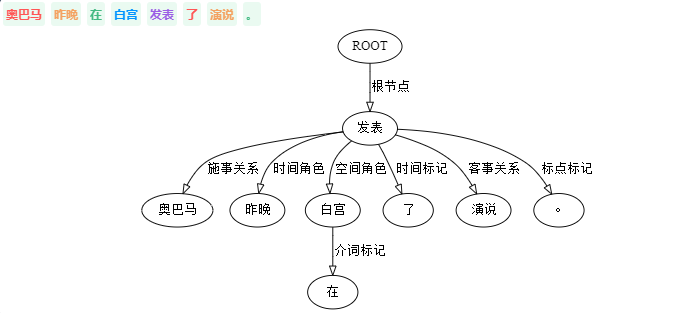 奥巴马 昨晚 在 白宫 发表 了 演说 。
ROOT
根节点
发表
施事关系 时间角色 空间角色 时间标记 客事关系 标点标记
奥巴马 昨晚 白宫 了 演说 。
介词标记
在